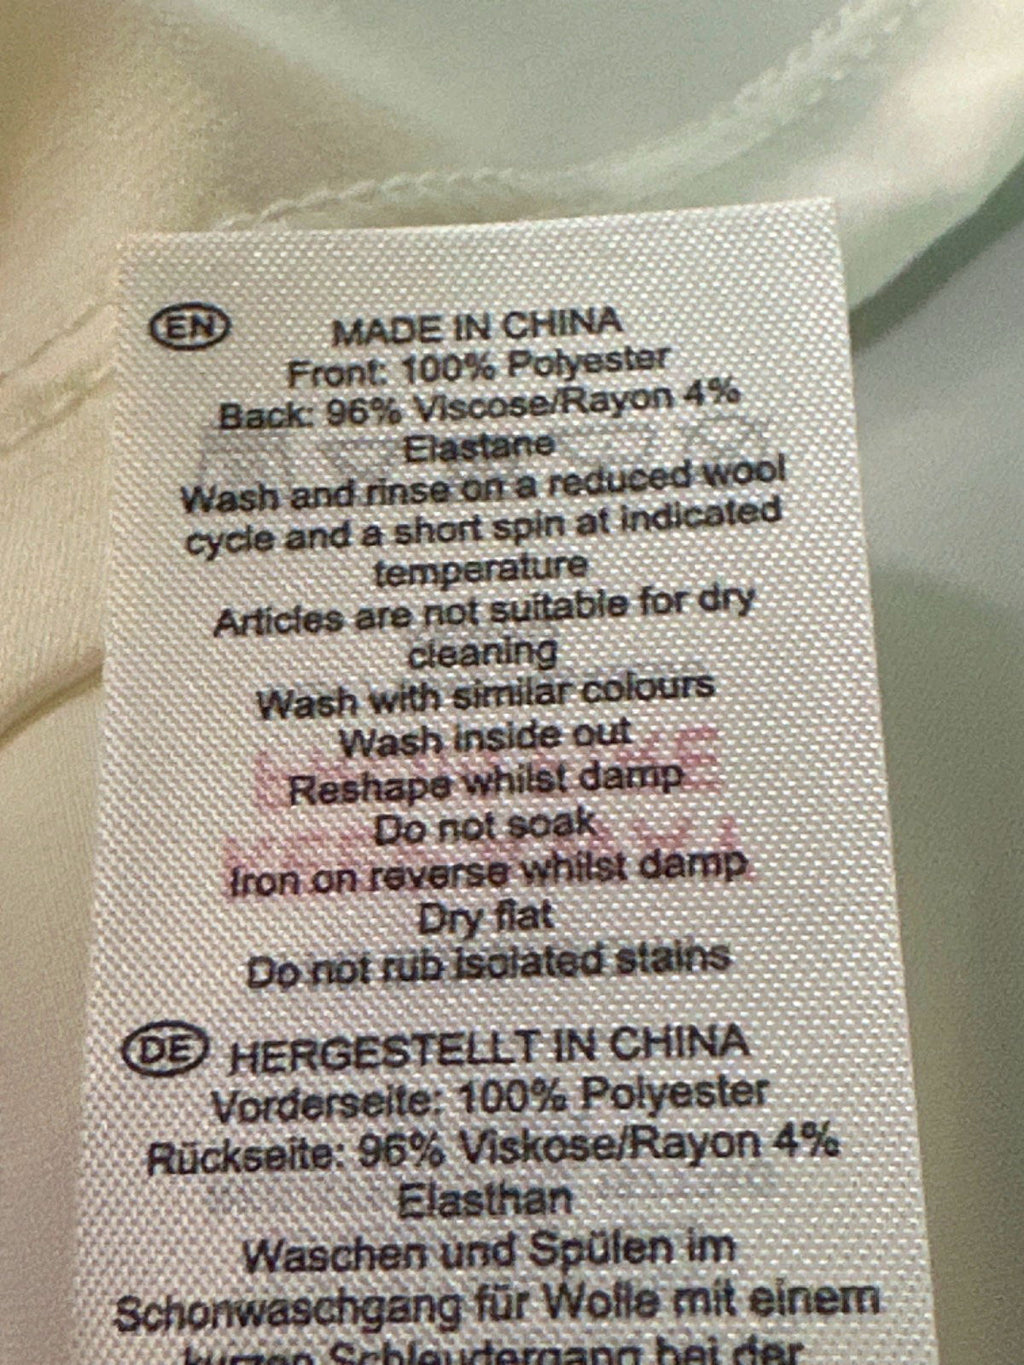 EN MADE IN CHINA
Front: 100% Polyester
Back: 96% Viscose/Rayon 4%
Elastane
Wash and rinse on a reduced wool
cycle and a short spin at indicated
temperature
Articles are not suitable for dry
cleaning
Wash with similar colours
Wash inside out
Reshape whilst damp
Do not soak
Iron on reverse whilst damp
Dry flat
Do not rub isolated stains
DE HERGESTELLT IN CHINA
Vorderseite: 100% Polyester
Rückseite: 96% Viskose/Rayon 4%
Elasthan
Waschen und Spülen im
Schonwaschgang für Wolle mit einem
kurzen Schleudergang bei der